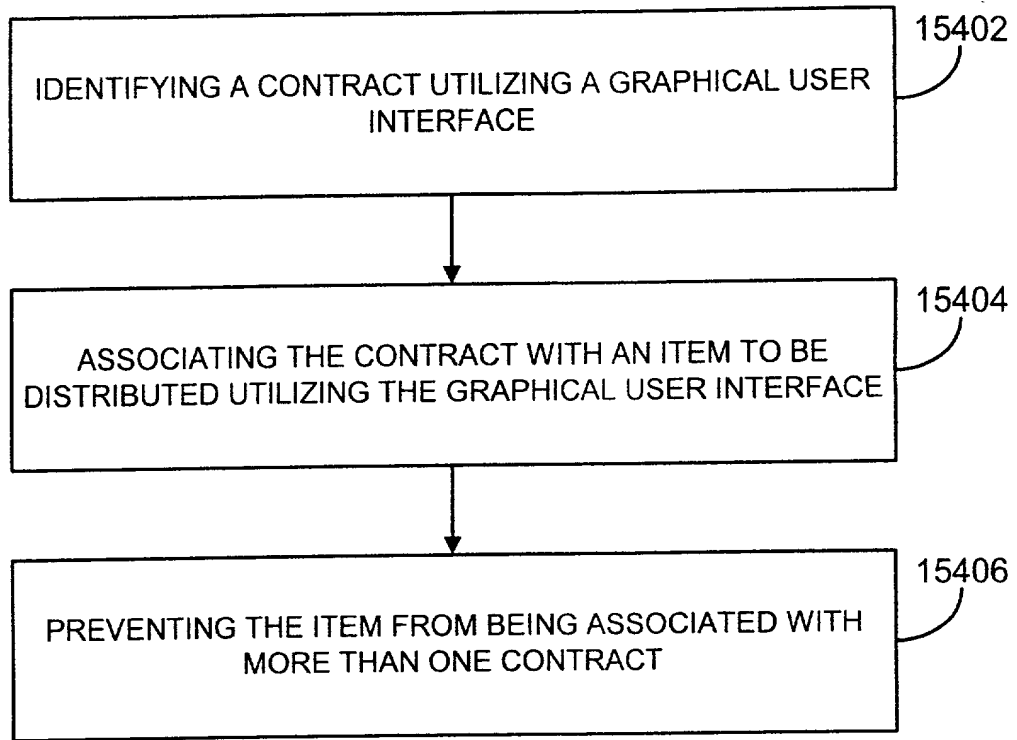 15402
IDENTIFYING A CONTRACT UTILIZING A GRAPHICAL USER
INTERFACE
15404
ASSOCIATING THE CONTRACT WITH AN ITEM TO BE
DISTRIBUTED UTILIZING THE GRAPHICAL USER INTERFACE
15406
PREVENTING THE ITEM FROM BEING ASSOCIATED WITH
MORE THAN ONE CONTRACT